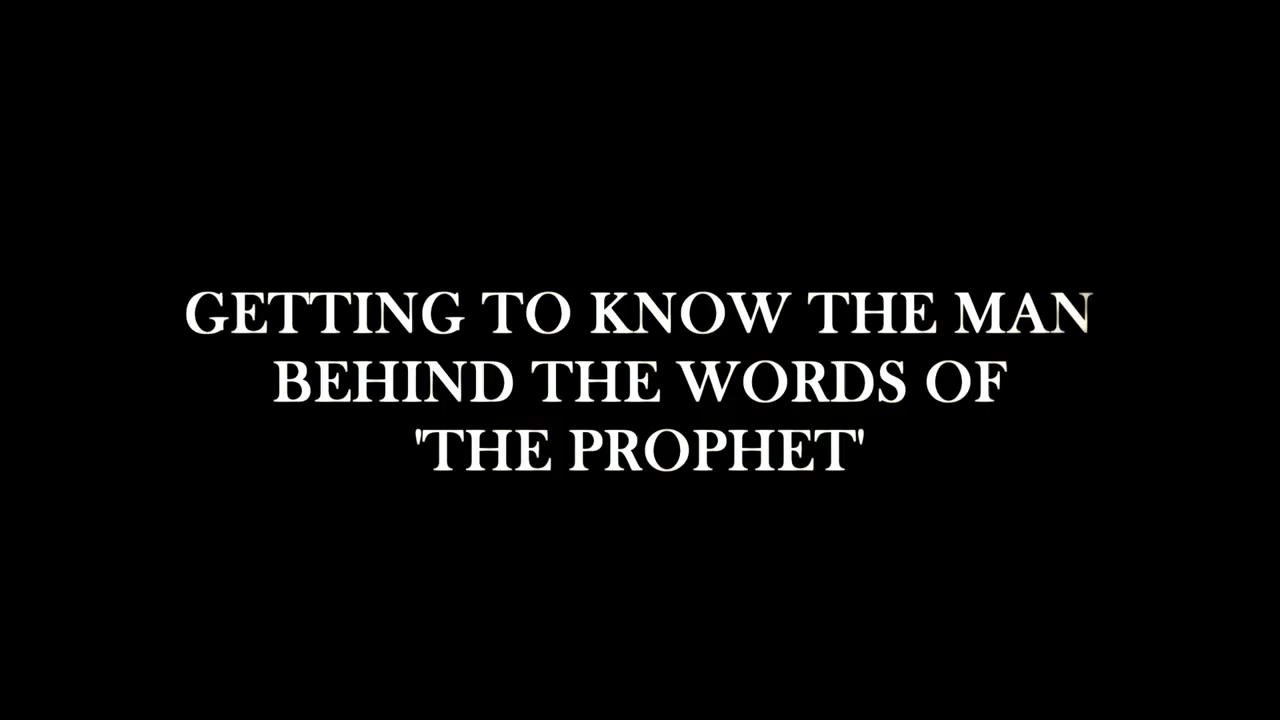 GETTING TO KNOW THE MAN
BEHIND THE WORDS OF
'THE PROPHET'